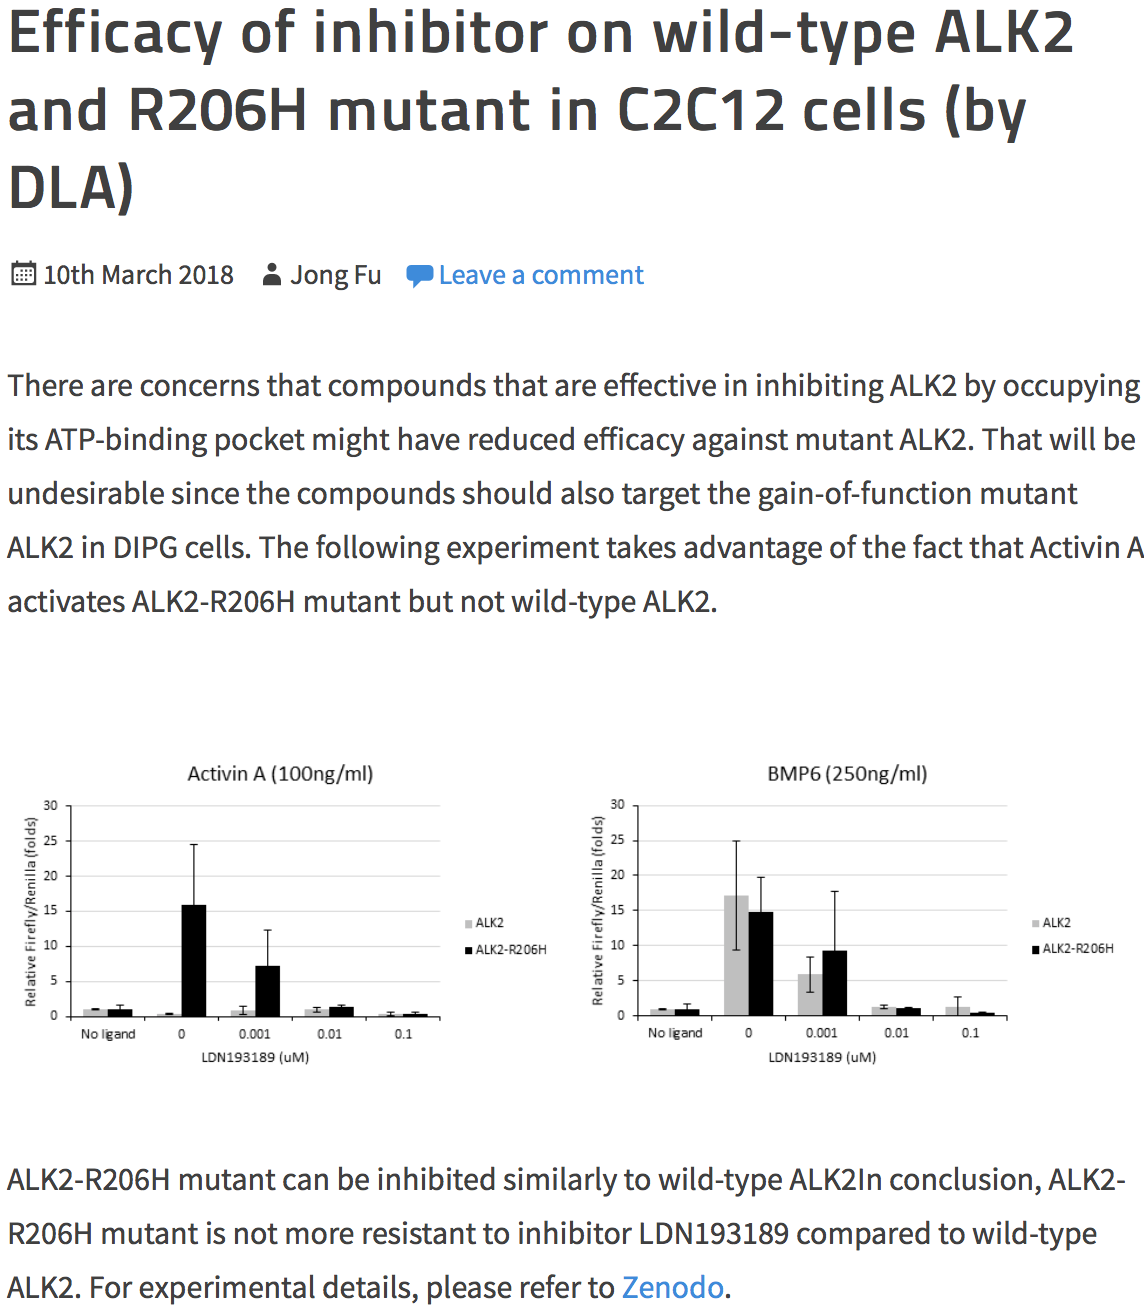 Efficacy of inhibitor on wild-type ALK2
and R206H mutant in C2C12 cells (by
DLA)
10th March 2018 Jong Fu Leave a comment
There are concerns that compounds that are effective in inhibiting ALK2 by occupying
its ATP-binding pocket might have reduced efficacy against mutant ALK2. That will be
undesirable since the compounds should also target the gain-of-function mutant
ALK2 in DIPG cells. The following experiment takes advantage of the fact that Activin A
activates ALK2-R206H mutant but not wild-type ALK2.
Activin A (100ng/ml)
Relative Firefly/Renilla (folds)
30
25
20
15
10
5
0
No ligand 0 0.001 0.01 0.1
LDN193189 (uM)
ALK2
ALK2-R206H
BMP6 (250ng/ml)
Relative Firefly/Renilla (folds)
30
25
20
15
10
5
0
No ligand 0 0.001 0.01 0.1
LDN193189 (uM)
ALK2
ALK2-R206H
ALK2-R206H mutant can be inhibited similarly to wild-type ALK2In conclusion, ALK2-
R206H mutant is not more resistant to inhibitor LDN193189 compared to wild-type
ALK2. For experimental details, please refer to Zenodo.